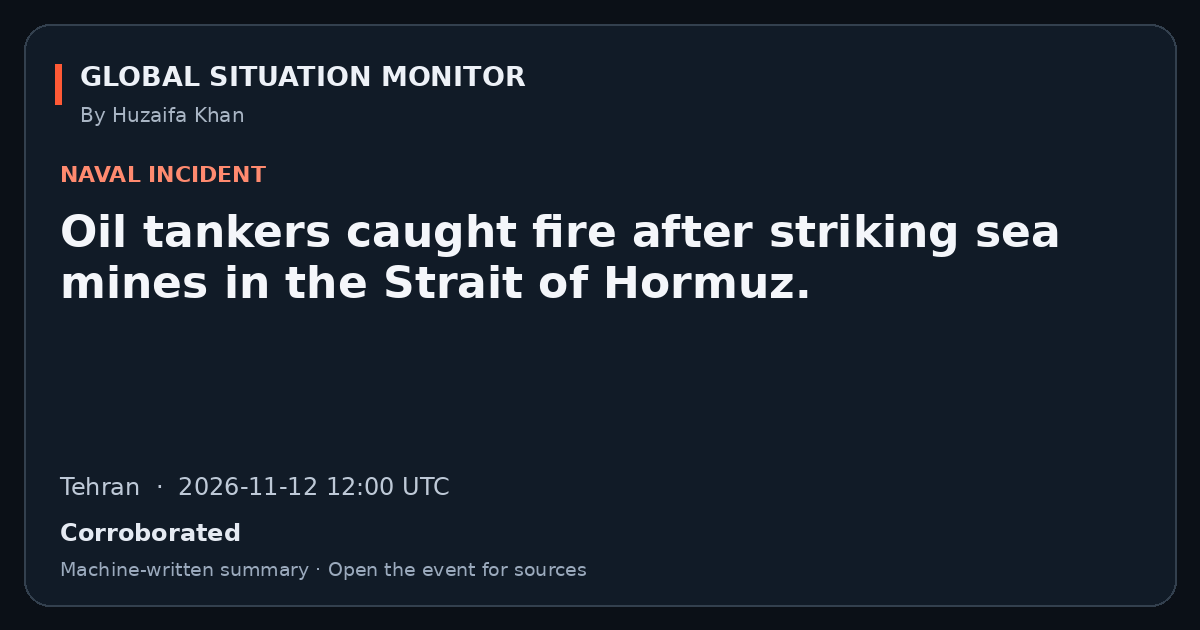 GLOBAL SITUATION MONITOR
By Huzaifa Khan
NAVAL INCIDENT
Oil tankers caught fire after striking sea
mines in the Strait of Hormuz.
Tehran · 2026-11-12 12:00 UTC
Corroborated
Machine-written summary · Open the event for sources